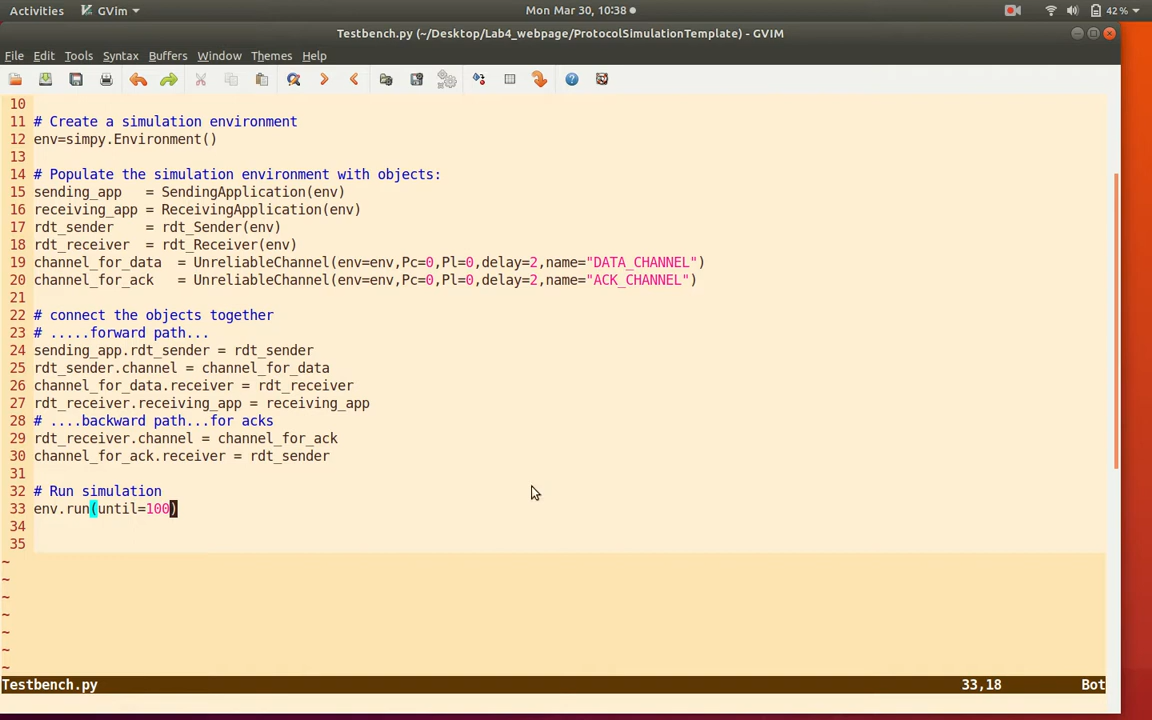 Activities GVim Mon Mar 30, 10:38 42 %
Testbench.py (~/Desktop/Lab4_webpage/ProtocolSimulationTemplate) - GVIM
File Edit Tools Syntax Buffers Window Themes Help
10
11 # Create a simulation environment
12 env=simpy.Environment()
13
14 # Populate the simulation environment with objects:
15 sending_app   = SendingApplication(env)
16 receiving_app = ReceivingApplication(env)
17 rdt_sender    = rdt_Sender(env)
18 rdt_receiver  = rdt_Receiver(env)
19 channel_for_data  = UnreliableChannel(env=env,Pc=0,Pl=0,delay=2,name="DATA_CHANNEL")
20 channel_for_ack   = UnreliableChannel(env=env,Pc=0,Pl=0,delay=2,name="ACK_CHANNEL")
21
22 # connect the objects together
23 # .....forward path...
24 sending_app.rdt_sender = rdt_sender
25 rdt_sender.channel = channel_for_data
26 channel_for_data.receiver = rdt_receiver
27 rdt_receiver.receiving_app = receiving_app
28 # ....backward path...for acks
29 rdt_receiver.channel = channel_for_ack
30 channel_for_ack.receiver = rdt_sender
31
32 # Run simulation
33 env.run(until=100)
34
35
~
~
~
~
~
~
~
Testbench.py 33,18 Bot